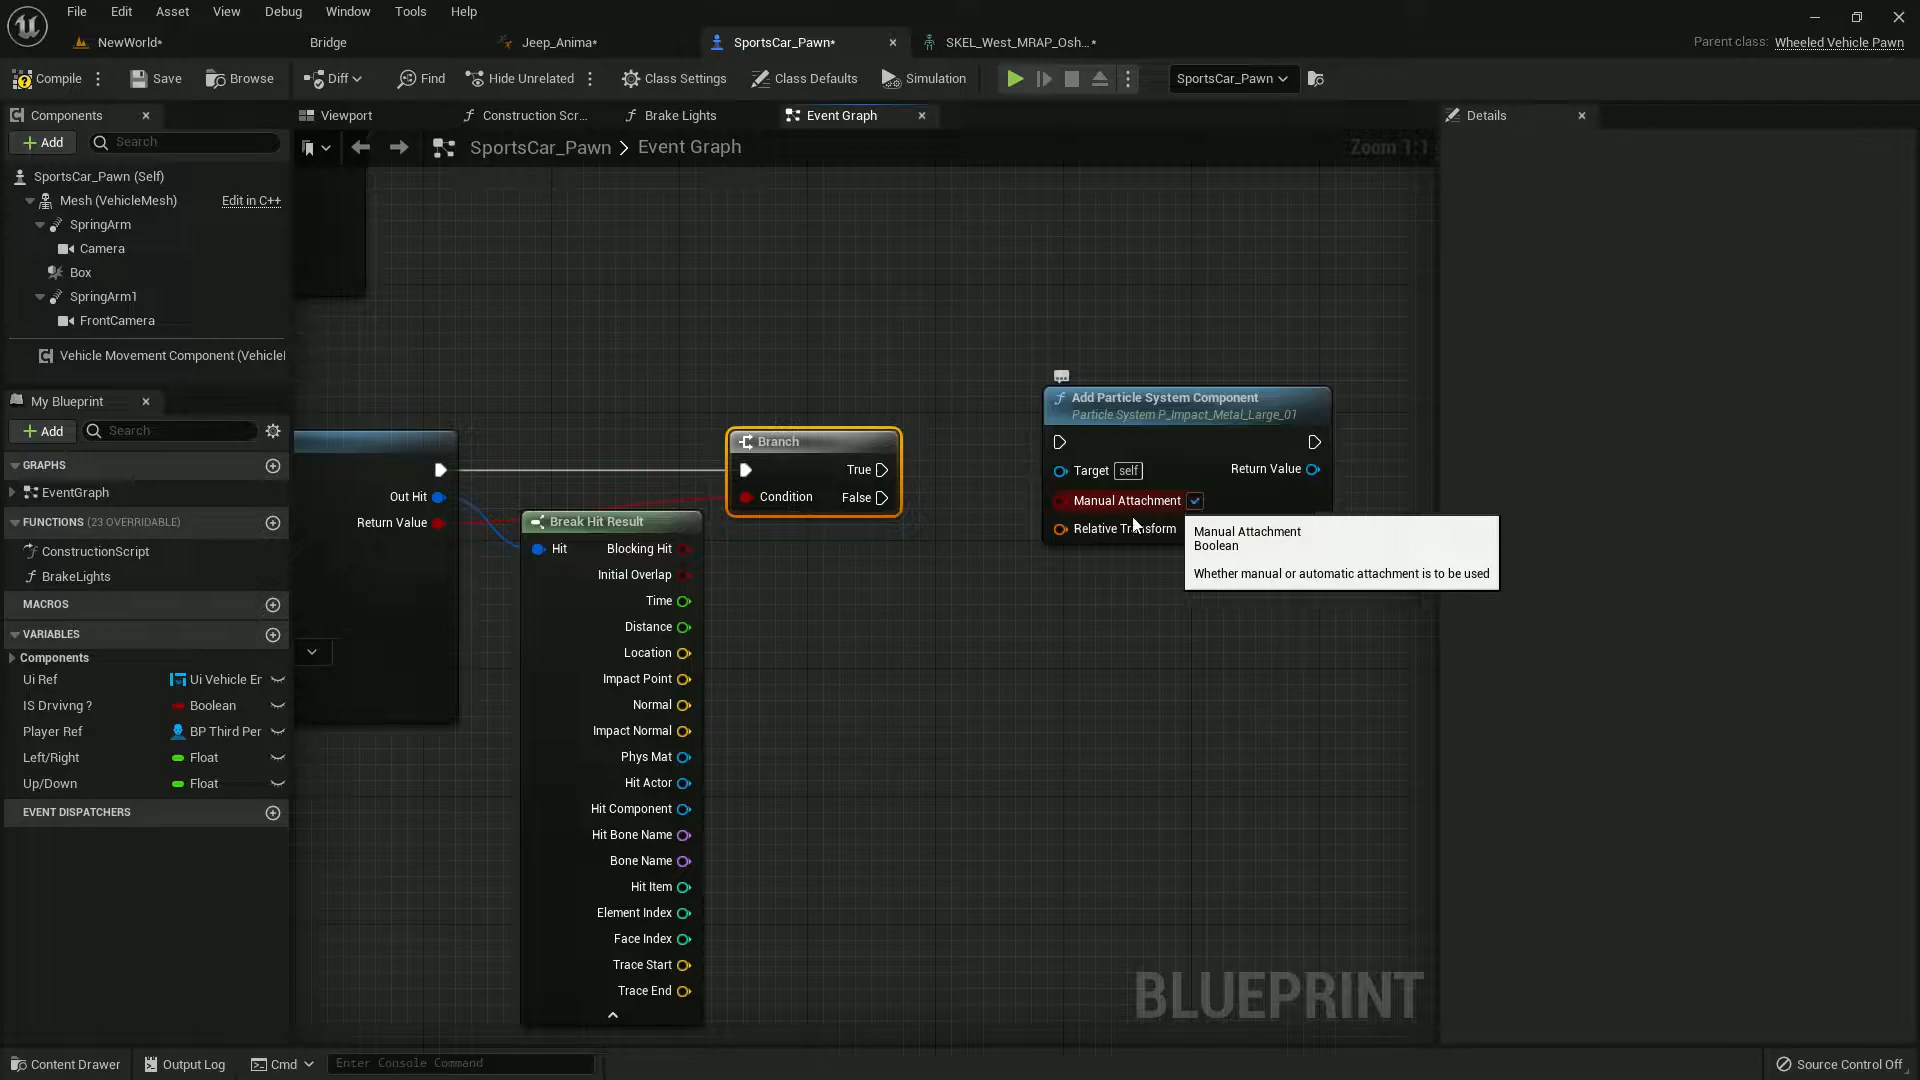 File Edit Asset View Debug Window Tools Help
NewWorld* Bridge Jeep_Anima* SportsCar_Pawn* SKEL_West_MRAP_Osh...* Parent class: Wheeled Vehicle Pawn
Compile Save Browse Diff Find Hide Unrelated Class Settings Class Defaults Simulation SportsCar_Pawn
Components Viewport Construction Scr... Brake Lights Event Graph Details
Add Search SportsCar_Pawn > Event Graph Zoom 1:1
SportsCar_Pawn (Self)
Mesh (VehicleMesh) Edit in C++
SpringArm
Camera
Box
SpringArm1
FrontCamera
Vehicle Movement Component (Vehicle
My Blueprint
Add Search
GRAPHS
EventGraph
FUNCTIONS (23 OVERRIDABLE)
ConstructionScript
BrakeLights
MACROS
VARIABLES
Components
Ui Ref Ui Vehicle Er
IS Drvivng ? Boolean
Player Ref BP Third Per
Left/Right Float
Up/Down Float
EVENT DISPATCHERS
Out Hit
Return Value
Branch
True
Condition False
Break Hit Result
Hit Blocking Hit
Initial Overlap
Time
Distance
Location
Impact Point
Normal
Impact Normal
Phys Mat
Hit Actor
Hit Component
Hit Bone Name
Bone Name
Hit Item
Element Index
Face Index
Trace Start
Trace End
Add Particle System Component
Particle System P_Impact_Metal_Large_01
Target self Return Value
Manual Attachment
Relative Transform
Manual Attachment
Boolean
Whether manual or automatic attachment is to be used
BLUEPRINT
Content Drawer Output Log Cmd Enter Console Command Source Control Off